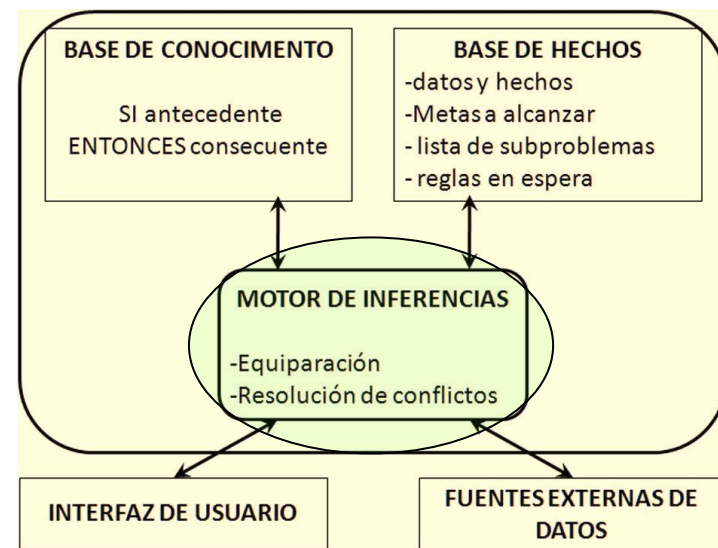 BASE DE CONOCIMENTO
SI antecedente
ENTONCES consecuente
BASE DE HECHOS
-datos y hechos
-Metas a alcanzar
- lista de subproblemas
- reglas en espera
MOTOR DE INFERENCIAS
-Equiparación
-Resolución de conflictos
INTERFAZ DE USUARIO
FUENTES EXTERNAS DE
DATOS